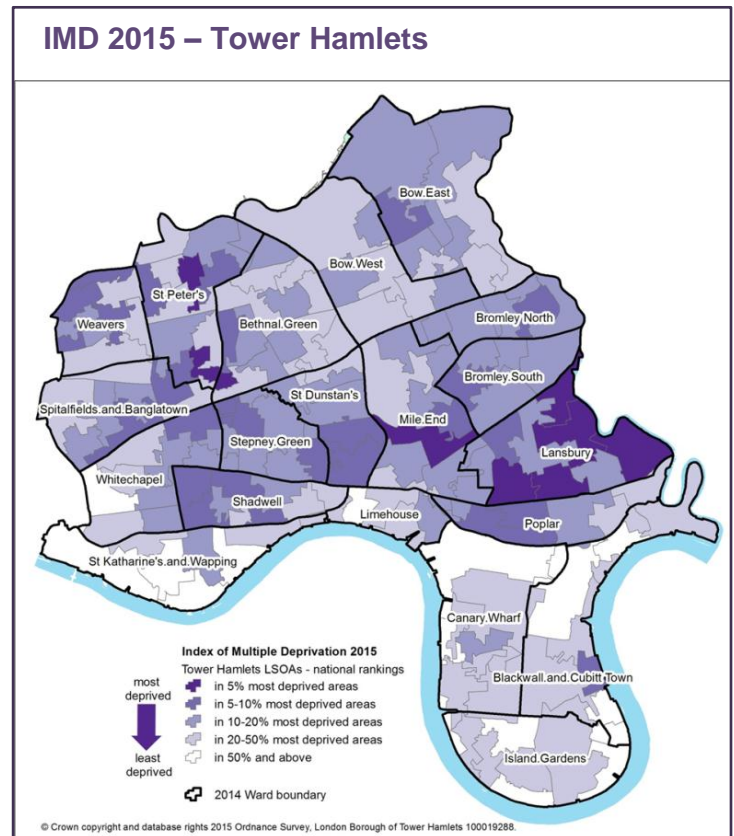 IMD 2015 – Tower Hamlets
Bow.East
Bow.West
St Peter's
Weavers
Bethnal.Green
Bromley North
Bromley.South
St Dunstan's
Spitalfields.and.Banglatown
Mile.End
Stepney.Green
Lansbury
Whitechapel
Shadwell
Limehouse
Poplar
St Katharine's.and.Wapping
Canary.Wharf
Blackwall.and.Cubitt Town
Island.Gardens
Index of Multiple Deprivation 2015
Tower Hamlets LSOAs - national rankings
most
deprived
least
deprived
in 5% most deprived areas
in 5-10% most deprived areas
in 10-20% most deprived areas
in 20-50% most deprived areas
in 50% and above
2014 Ward boundary
© Crown copyright and database rights 2015 Ordnance Survey, London Borough of Tower Hamlets 100019288.